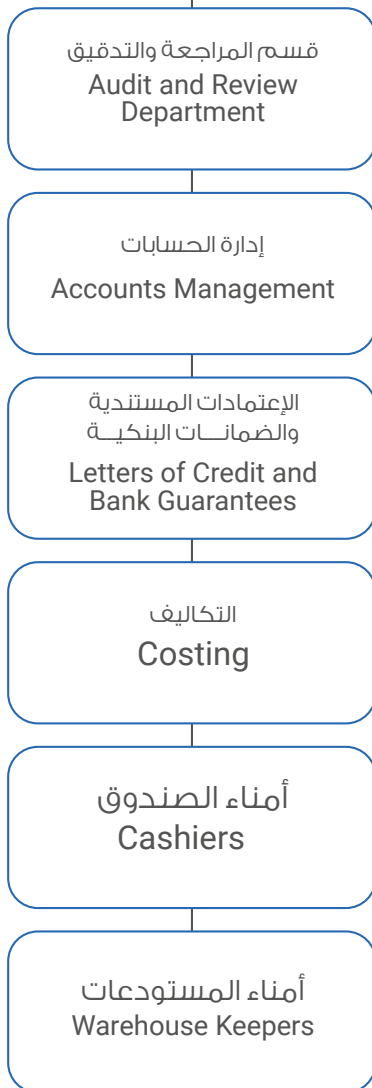 قسم المراجعة والتدقيق
Audit and Review
Department
إدارة الحسابات
Accounts Management
الإعتمادات المستندية
والضمانــات البنكيــة
Letters of Credit and
Bank Guarantees
التكاليف
Costing
أمناء الصندوق
Cashiers
أمناء المستودعات
Warehouse Keepers